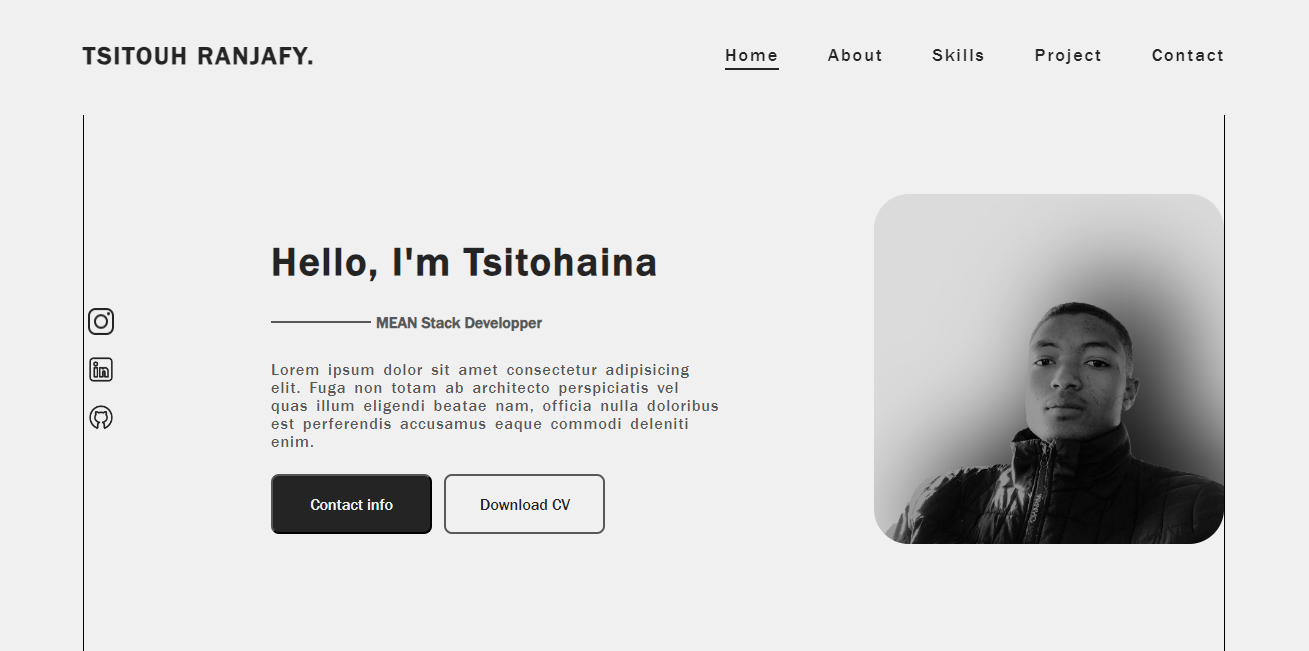 TSITOUH RANJAFY.
Home About Skills Project Contact
Hello, I'm Tsitohaina
MEAN Stack Developper
Lorem ipsum dolor sit amet consectetur adipisicing
elit. Fuga non totam ab architecto perspiciatis vel
quas illum eligendi beatae nam, officia nulla doloribus
est perferendis accusamus eaque commodi deleniti
enim.
Contact info
Download CV